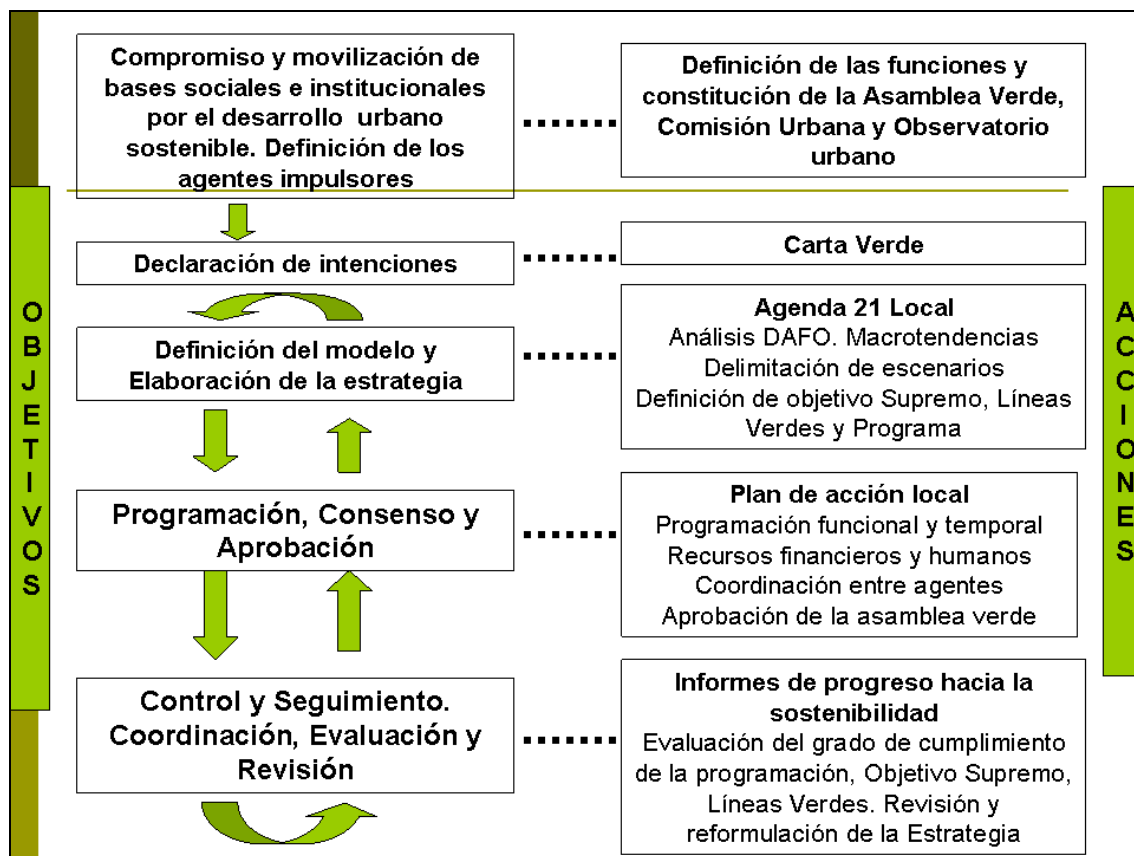 Compromiso y movilización de
bases sociales e institucionales
por el desarrollo urbano
sostenible. Definición de los
agentes impulsores
Definición de las funciones y
constitución de la Asamblea Verde,
Comisión Urbana y Observatorio
urbano
OBJETIVOS
ACCIONES
Declaración de intenciones
Carta Verde
Definición del modelo y
Elaboración de la estrategia
Agenda 21 Local
Análisis DAFO. Macrotendencias
Delimitación de escenarios
Definición de objetivo Supremo, Líneas
Verdes y Programa
Programación, Consenso y
Aprobación
Plan de acción local
Programación funcional y temporal
Recursos financieros y humanos
Coordinación entre agentes
Aprobación de la asamblea verde
Control y Seguimiento.
Coordinación, Evaluación y
Revisión
Informes de progreso hacia la
sostenibilidad
Evaluación del grado de cumplimiento
de la programación, Objetivo Supremo,
Líneas Verdes. Revisión y
reformulación de la Estrategia